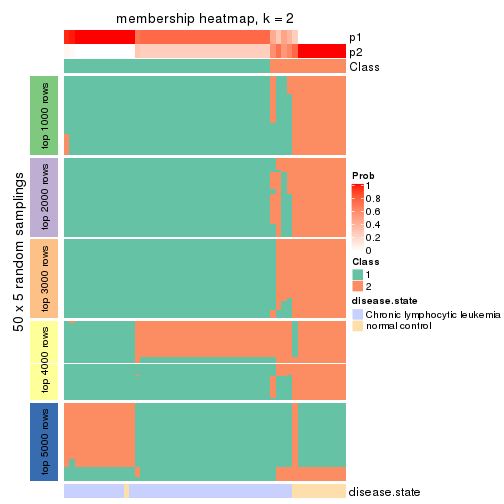 membership heatmap, k = 2
p1
p2
Class
50 x 5 random samplings
top 1000 rows
top 2000 rows
top 3000 rows
top 4000 rows
top 5000 rows
Prob
1
0.8
0.6
0.4
0.2
0
Class
1
2
disease.state
Chronic lymphocytic leukemia
normal control
disease.state